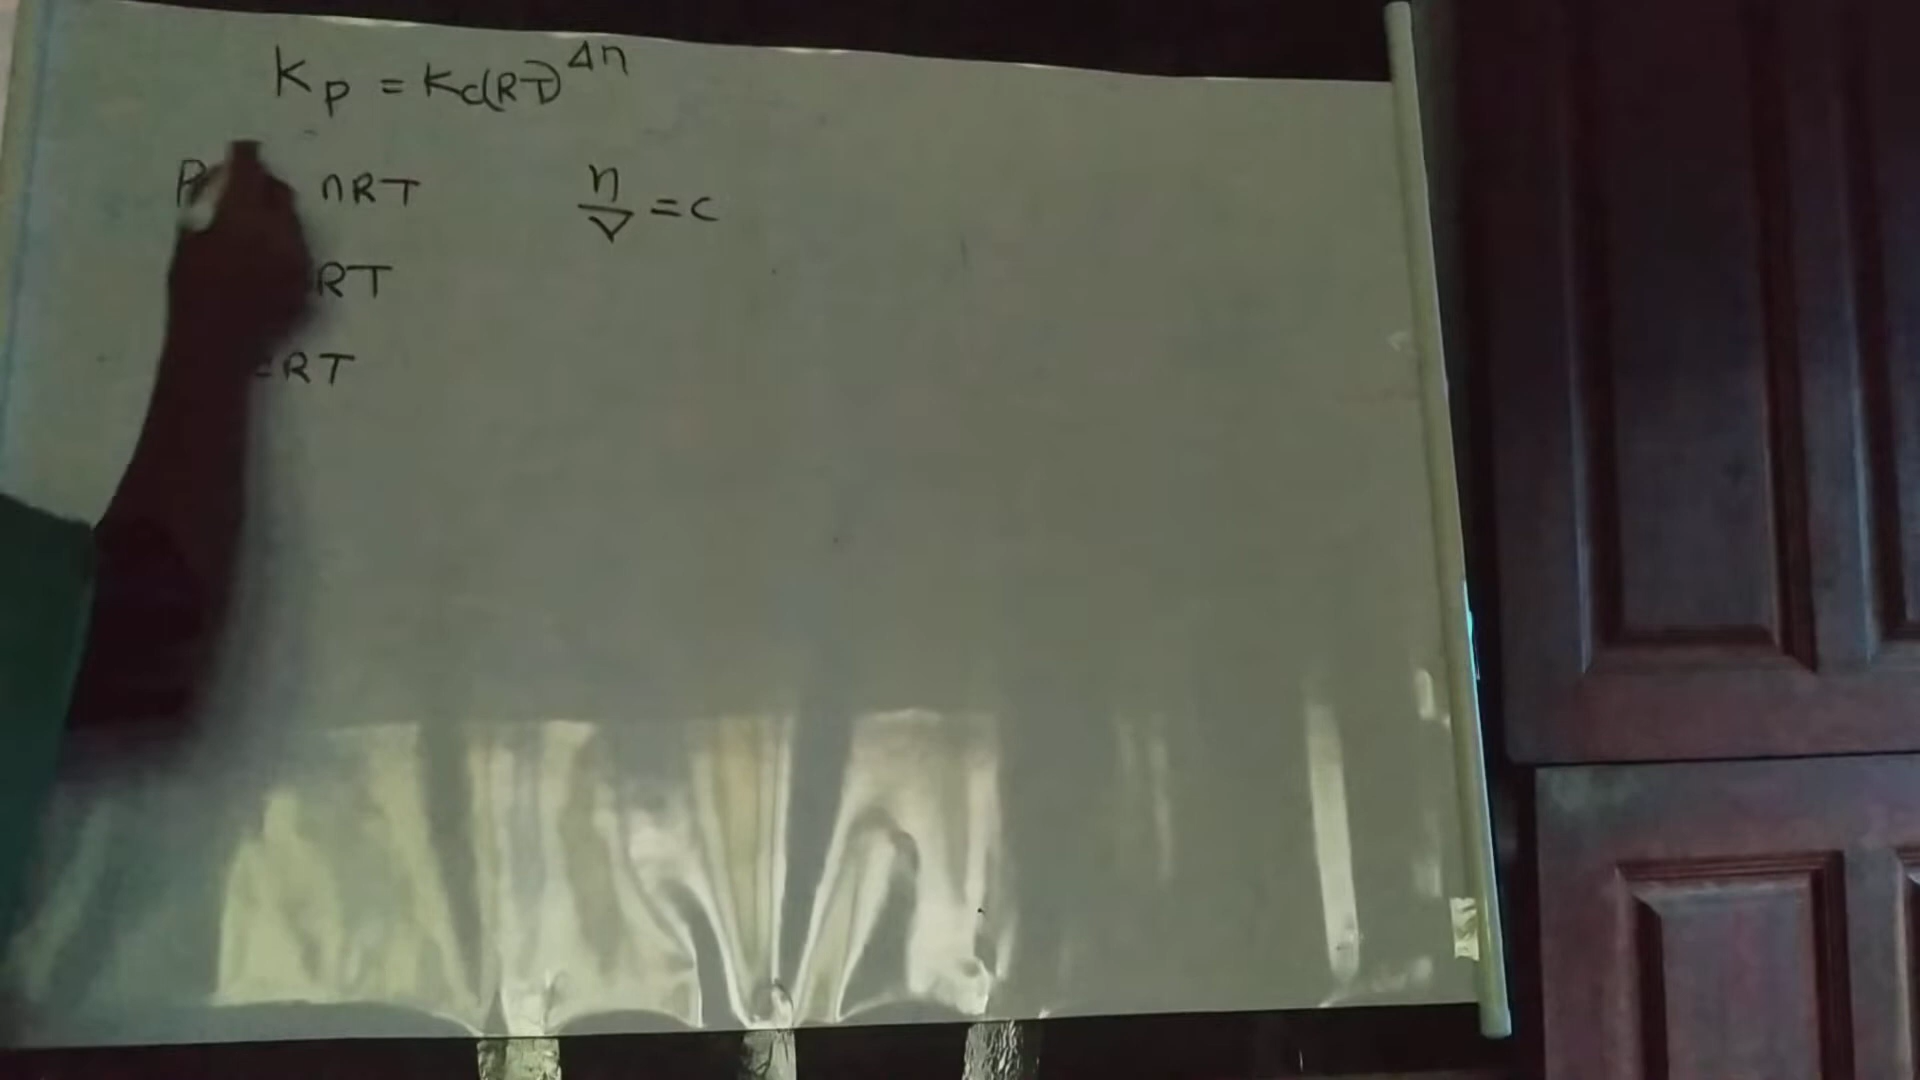 Kp = Kc(RT)^Δn
P nRT n/V = c
RT
=RT